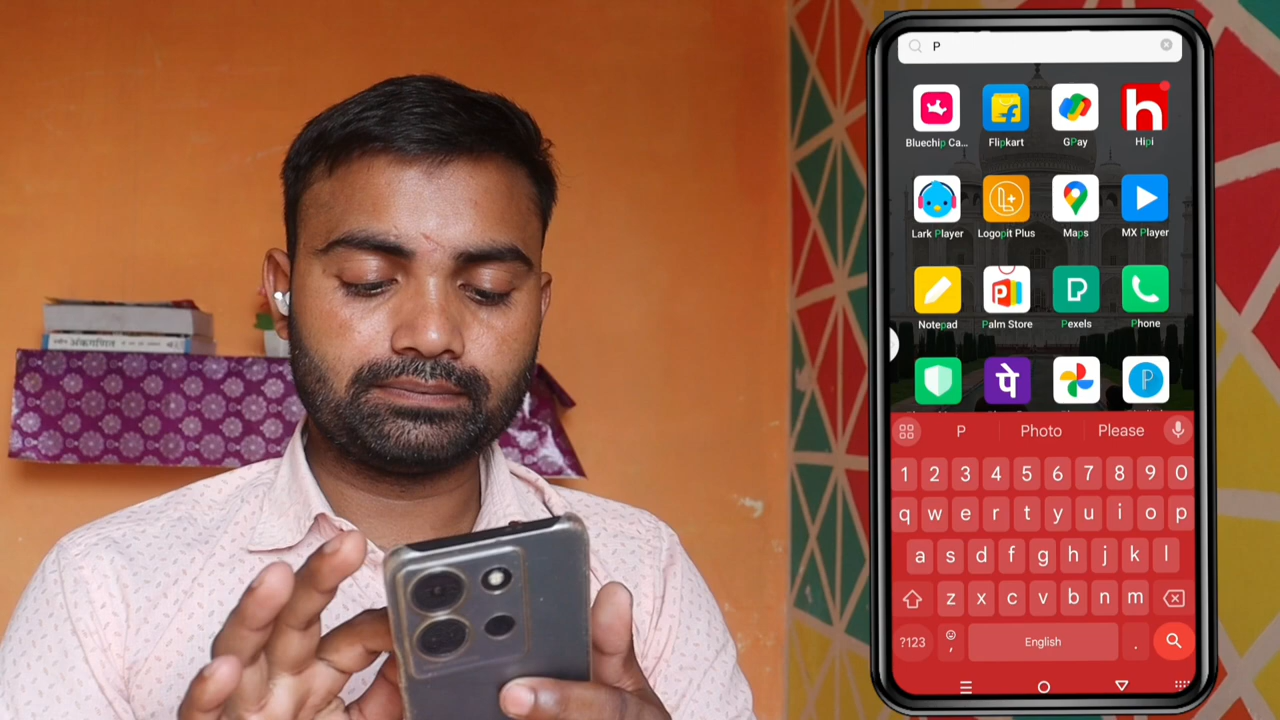 P
Bluechip Ca...
Flipkart
GPay
Hipi
Lark Player
Logopit Plus
Maps
MX Player
Notepad
Palm Store
Pexels
Phone
पे
P Photo Please
1 2 3 4 5 6 7 8 9 0
q w e r t y u i o p
a s d f g h j k l
z x c v b n m
?123 , English .
अंकगणित